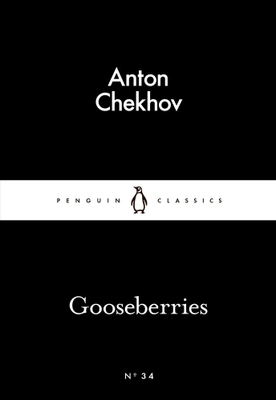 Anton
Chekhov
PENGUIN CLASSICS
Gooseberries
Nº 34